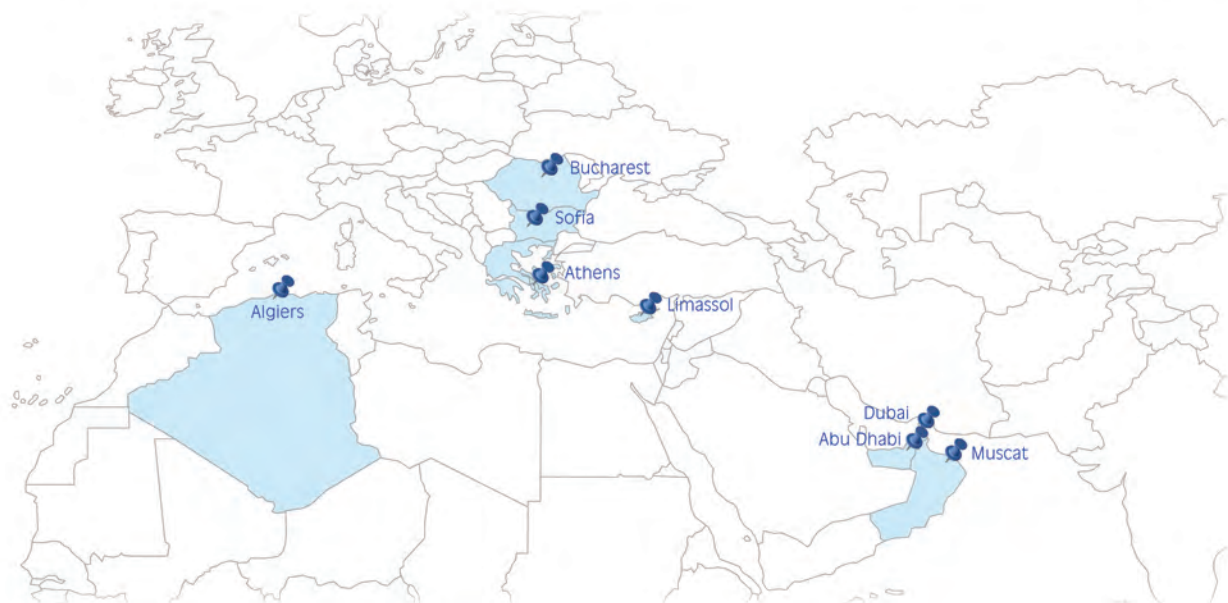 Bucharest
Sofia
Athens
Algiers
Limassol
Dubai
Abu Dhabi
Muscat